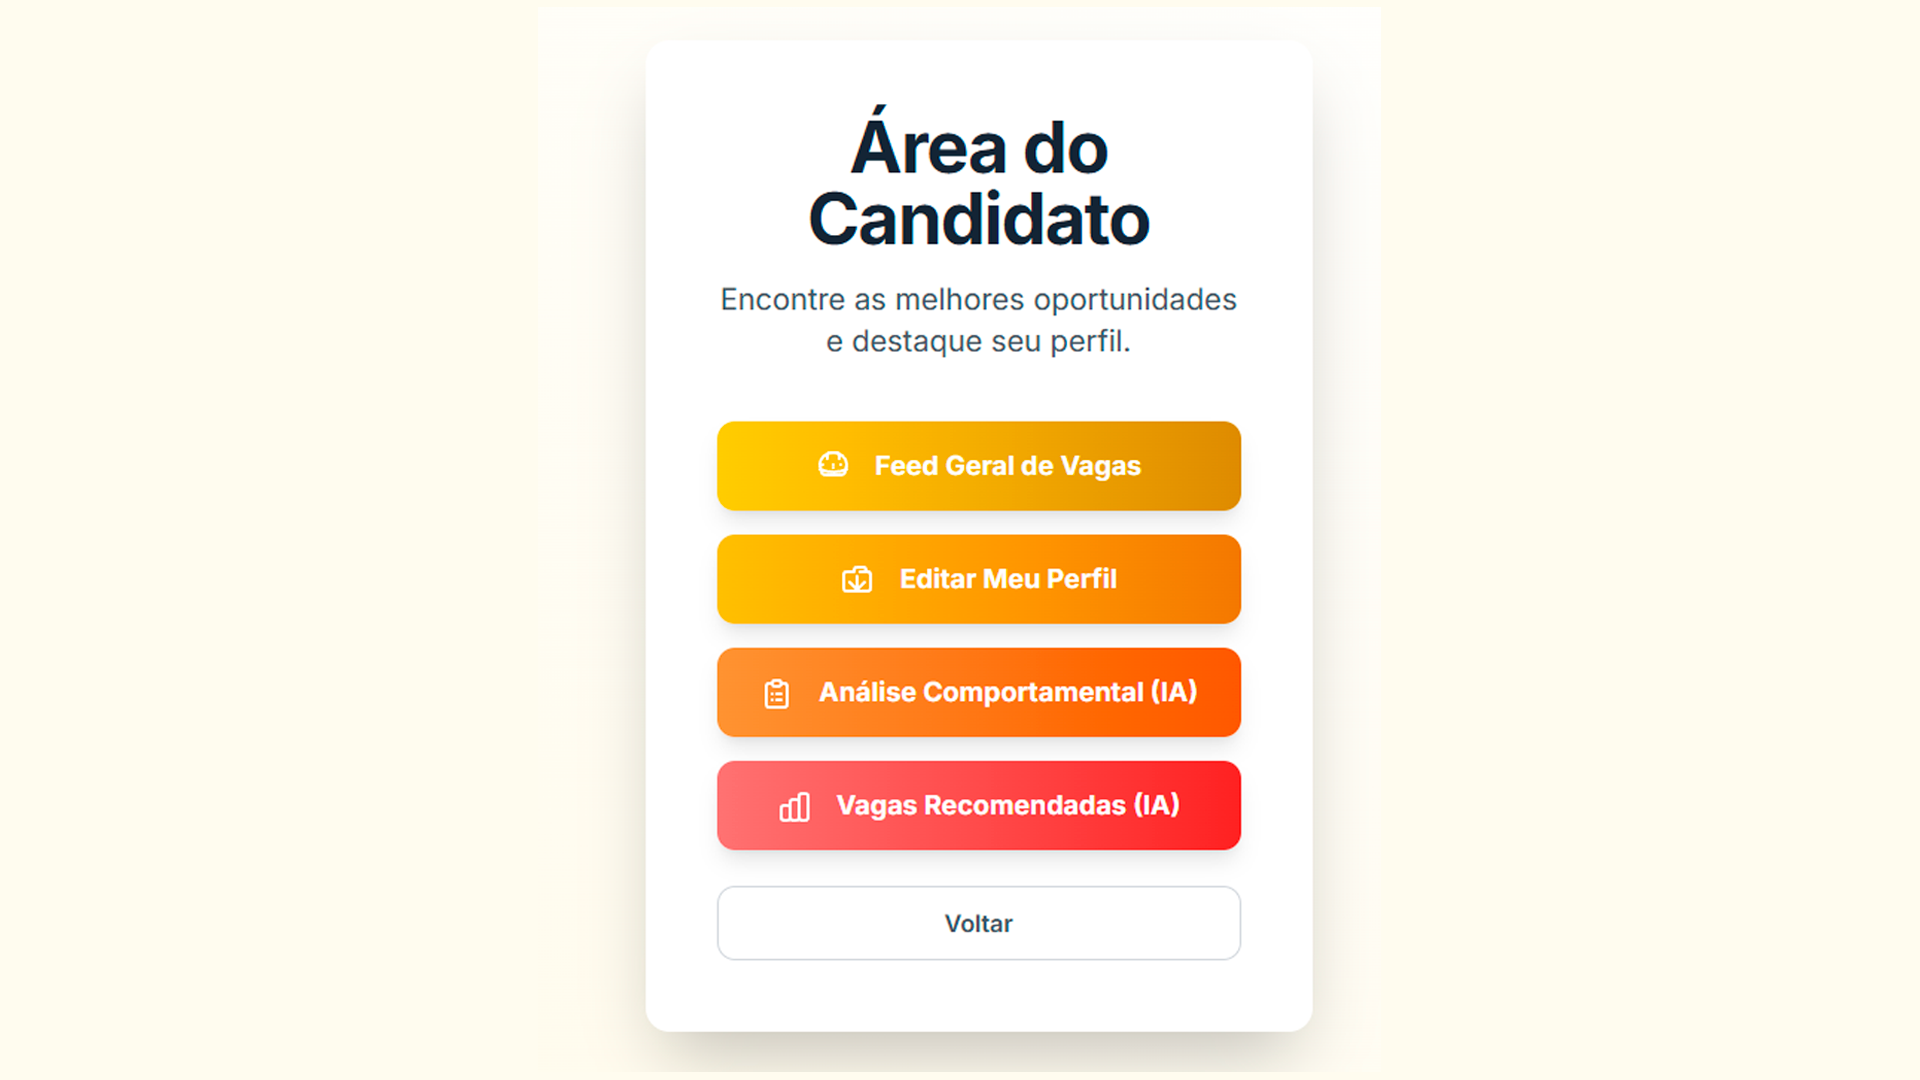 Área do
Candidato
Encontre as melhores oportunidades
e destaque seu perfil.
Feed Geral de Vagas
Editar Meu Perfil
Análise Comportamental (IA)
Vagas Recomendadas (IA)
Voltar